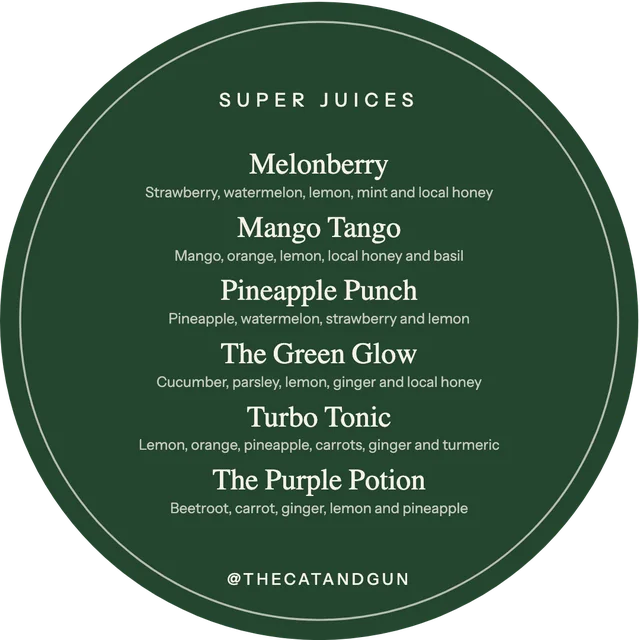 SUPER JUICES
Melonberry
Strawberry, watermelon, lemon, mint and local honey
Mango Tango
Mango, orange, lemon, local honey and basil
Pineapple Punch
Pineapple, watermelon, strawberry and lemon
The Green Glow
Cucumber, parsley, lemon, ginger and local honey
Turbo Tonic
Lemon, orange, pineapple, carrots, ginger and turmeric
The Purple Potion
Beetroot, carrot, ginger, lemon and pineapple
@THECATANDGUN